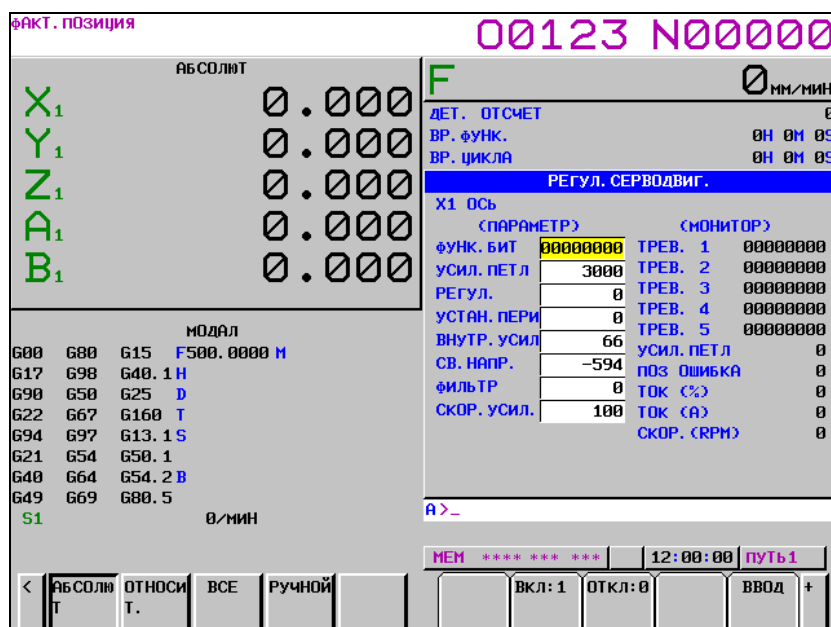 ФАКТ. ПОЗИЦИЯ
O0123 N00000
АБСОЛЮТ
X1 0.000
Y1 0.000
Z1 0.000
A1 0.000
B1 0.000
МОДАЛ
G00 G80 G15 F500.0000 M
G17 G98 G40.1 H
G90 G50 G25 D
G22 G67 G160 T
G94 G97 G13.1 S
G21 G54 G50.1
G40 G64 G54.2 B
G49 G69 G80.5
S1 0/МИН
F 0 ММ/МИН
ДЕТ. ОТСЧЕТ 0
ВР. ФУНК. 0H 0M 0S
ВР. ЦИКЛА 0H 0M 0S
РЕГУЛ. СЕРВОДВИГ.
X1 ОСЬ
(ПАРАМЕТР) (МОНИТОР)
ФУНК. БИТ 00000000 ТРЕВ. 1 00000000
УСИЛ. ПЕТЛ 3000 ТРЕВ. 2 00000000
РЕГУЛ. 0 ТРЕВ. 3 00000000
УСТАН. ПЕРИ 0 ТРЕВ. 4 00000000
ВНУТР. УСИЛ 66 ТРЕВ. 5 00000000
СВ. НАПР. -594 УСИЛ. ПЕТЛ 0
ФИЛЬТР 0 ПОЗ ОШИБКА 0
СКОР. УСИЛ. 100 ТОК (%) 0
ТОК (A) 0
СКОР. (RPM) 0
A>_
MEM **** *** *** 12:00:00 ПУТЬ1
< АБСОЛЮТ ОТНОСИТ. ВСЕ РУЧНОЙ
ВКЛ:1 ОТКЛ:0 ВВОД +